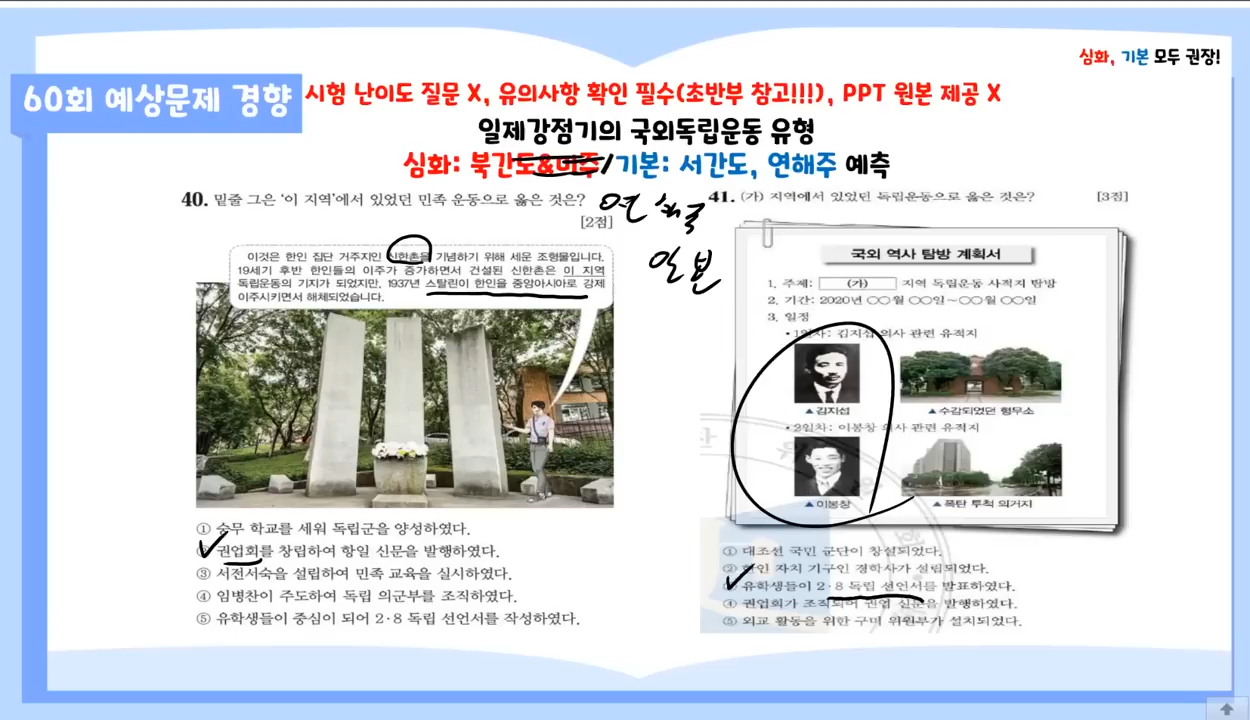 심화, 기본 모두 권장!
60회 예상문제 경향
시험 난이도 질문 X, 유의사항 확인 필수(초반부 참고!!!), PPT 원본 제공 X
일제강점기의 국외독립운동 유형
심화: 북간도&미주/기본: 서간도, 연해주 예측
40. 밑줄 그은 '이 지역'에서 있었던 민족 운동으로 옳은 것은?
[2점]
연해주
일본
이것은 한인 집단 거주지인 신한촌을 기념하기 위해 세운 조형물입니다.
19세기 후반 한인들의 이주가 증가하면서 건설된 신한촌은 이 지역
독립운동의 기지가 되었지만, 1937년 스탈린이 한인을 중앙아시아로 강제
이주시키면서 해체되었습니다.
① 숭무 학교를 세워 독립군을 양성하였다.
② 권업회를 창립하여 항일 신문을 발행하였다.
③ 서전서숙을 설립하여 민족 교육을 실시하였다.
④ 임병찬이 주도하여 독립 의군부를 조직하였다.
⑤ 유학생들이 중심이 되어 2·8 독립 선언서를 작성하였다.
41. (가) 지역에서 있었던 독립운동으로 옳은 것은?
[3점]
국외 역사 탐방 계획서
1. 주제: (가) 지역 독립운동 사적지 탐방
2. 기간: 2020년 ○○월 ○○일~○○월 ○○일
3. 일정
• 1일차: 김지섭 의사 관련 유적지
▲김지섭 ▲수감되었던 형무소
• 2일차: 이봉창 의사 관련 유적지
▲이봉창 ▲폭탄 투척 의거지
① 대조선 국민 군단이 창설되었다.
② 한인 자치 기구인 경학사가 설립되었다.
③ 유학생들이 2·8 독립 선언서를 발표하였다.
④ 권업회가 조직되어 권업 신문을 발행하였다.
⑤ 외교 활동을 위한 구미 위원부가 설치되었다.